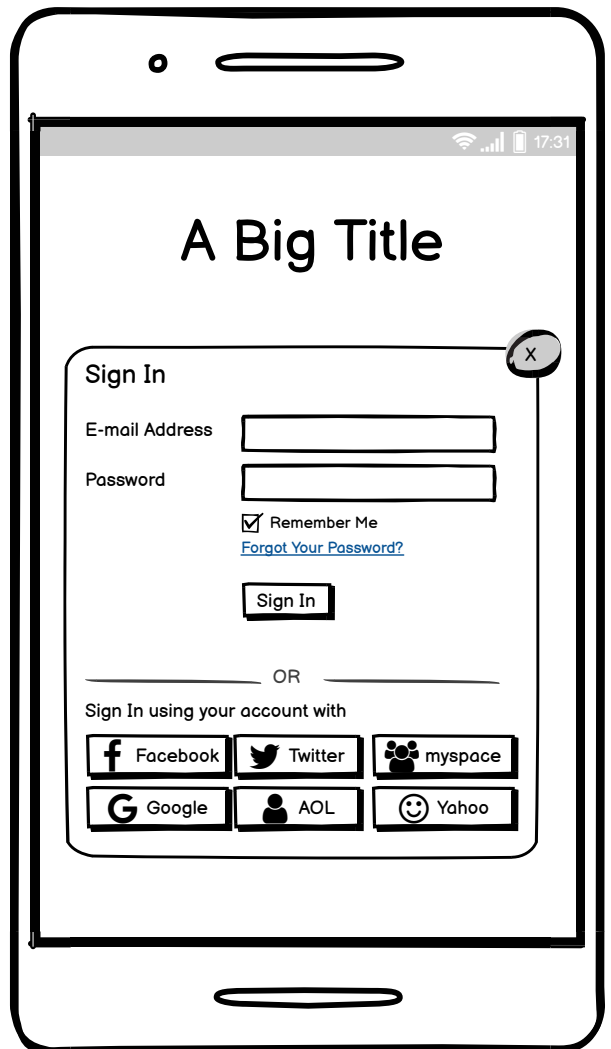 17:31
A Big Title
X
Sign In
E-mail Address
Password
Remember Me
Forgot Your Password?
Sign In
OR
Sign In using your account with
Facebook Twitter myspace
Google AOL Yahoo